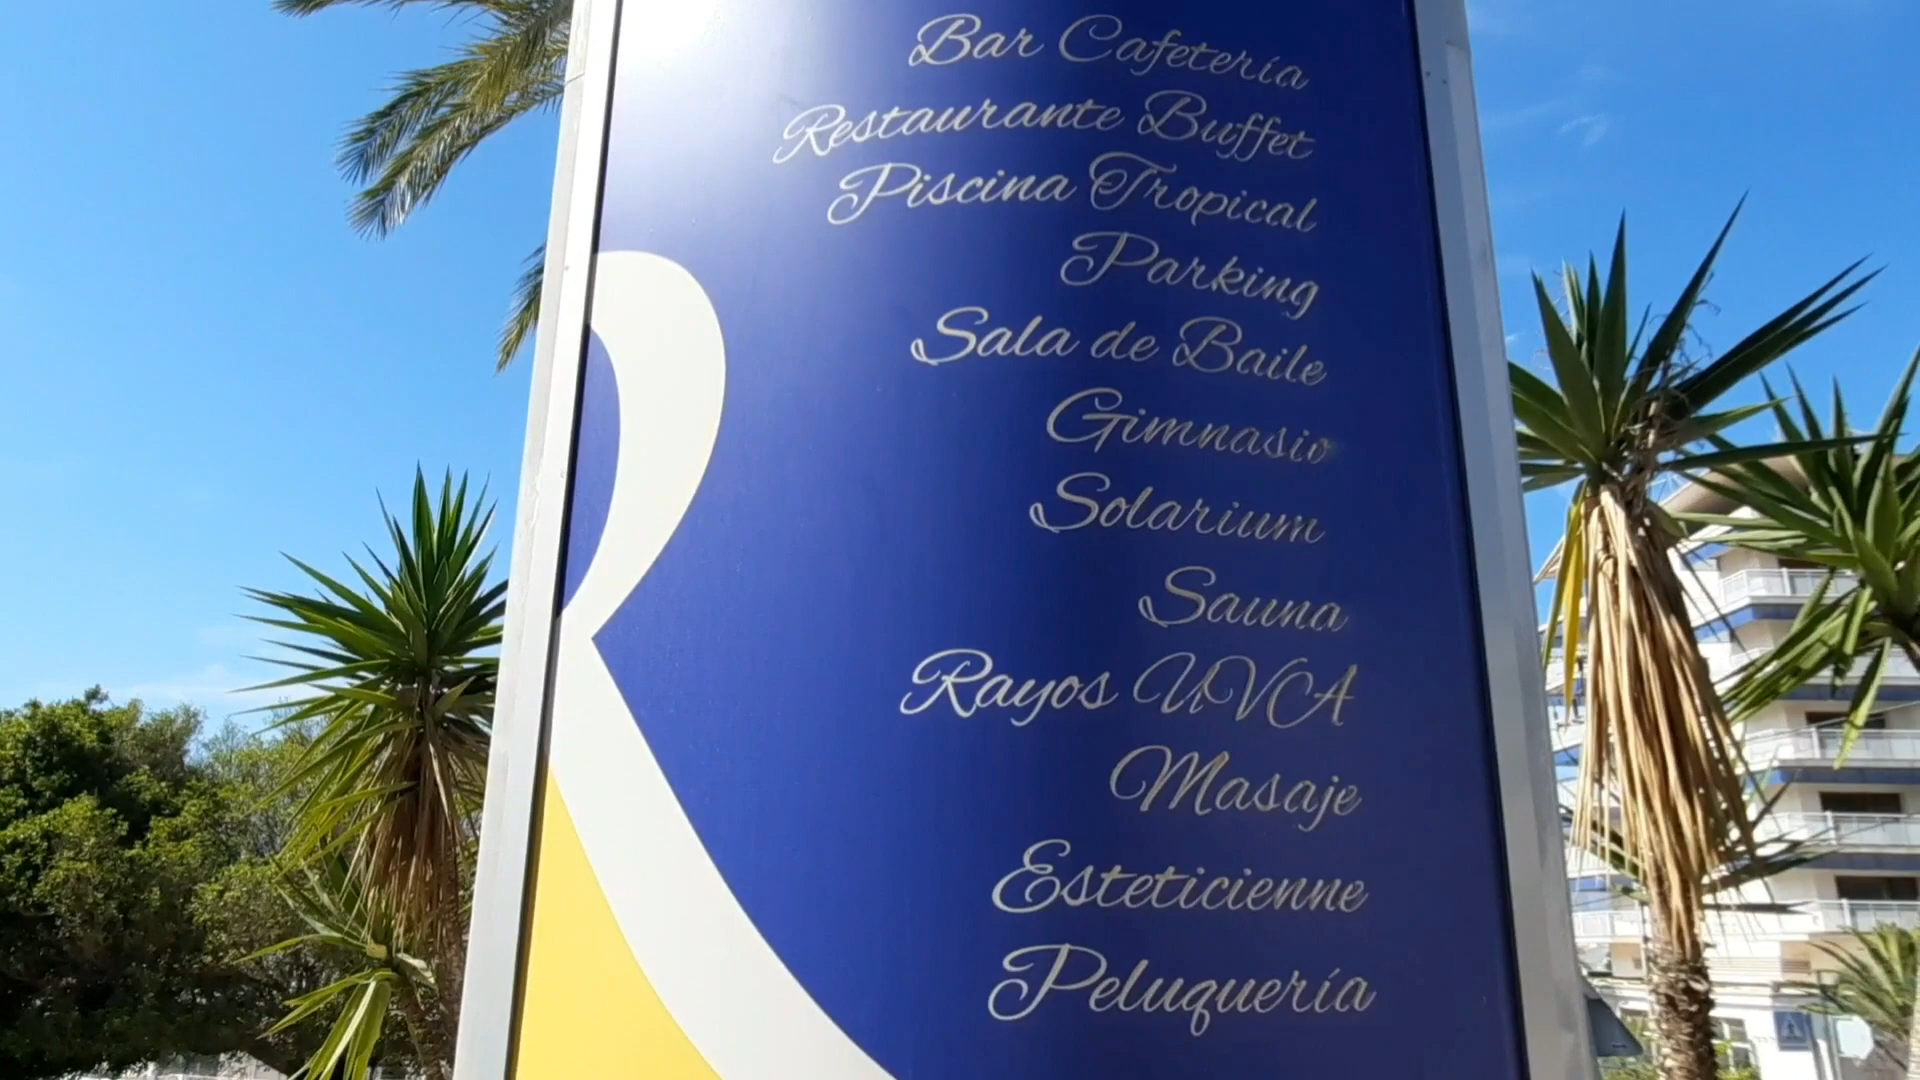 Bar Cafetería
Restaurante Buffet
Piscina Tropical
Parking
Sala de Baile
Gimnasio
Solarium
Sauna
Rayos UVA
Masaje
Esteticienne
Peluquería